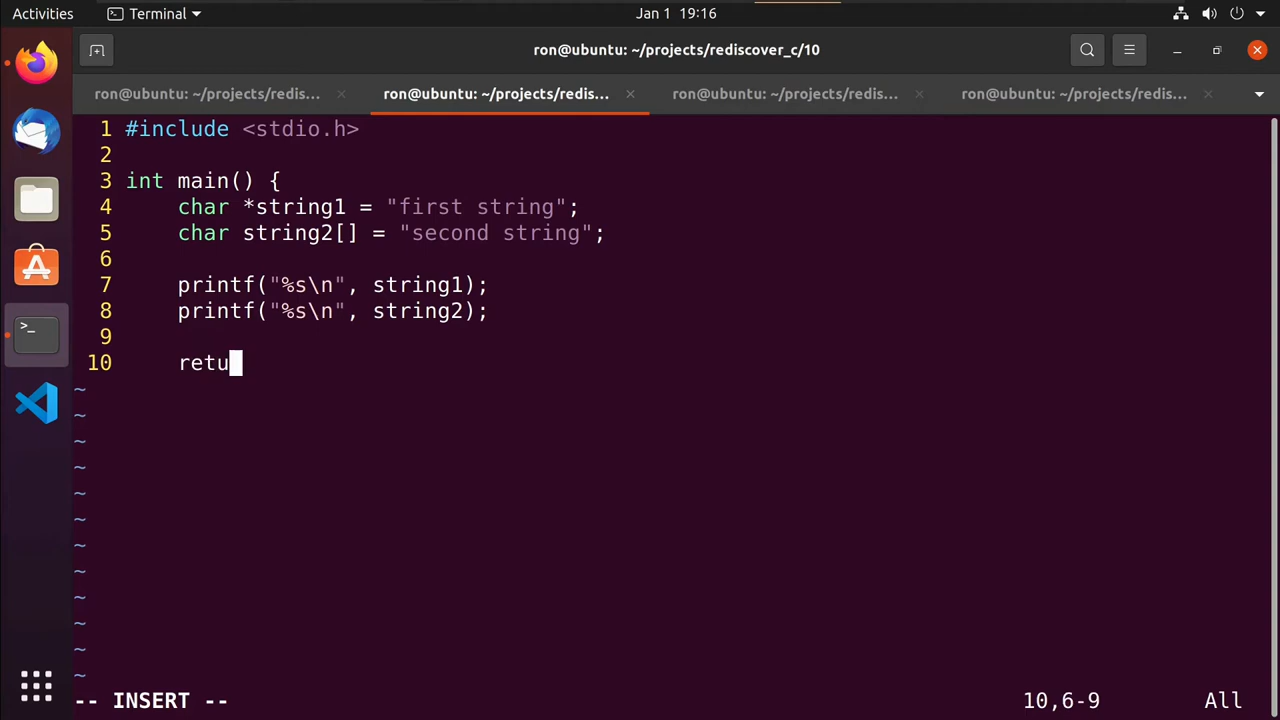 Activities Terminal Jan 1 19:16
ron@ubuntu: ~/projects/rediscover_c/10
ron@ubuntu: ~/projects/redis... ron@ubuntu: ~/projects/redis... ron@ubuntu: ~/projects/redis... ron@ubuntu: ~/projects/redis...
1 #include <stdio.h>
2
3 int main() {
4     char *string1 = "first string";
5     char string2[] = "second string";
6
7     printf("%s\n", string1);
8     printf("%s\n", string2);
9
10     retu
~
~
~
~
~
~
~
~
~
~
~
~
-- INSERT -- 10,6-9 All